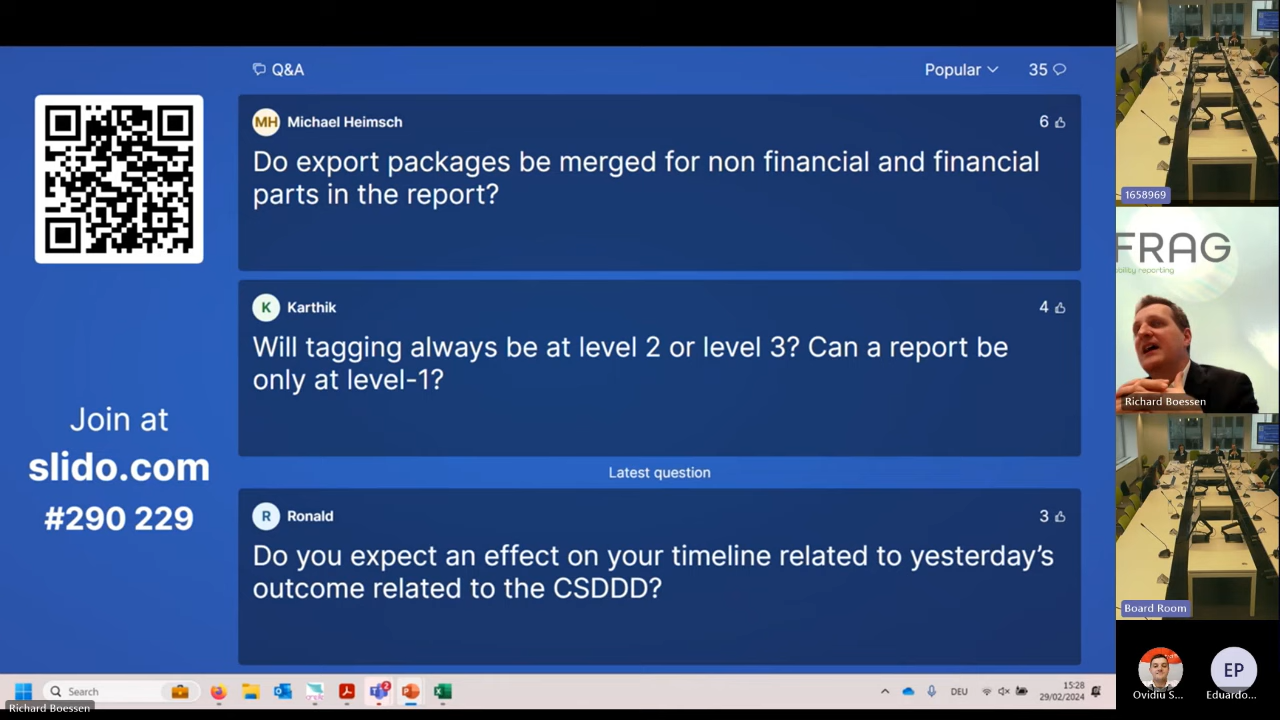 Q&A
Popular
35
MH
Michael Heimsch
6
Do export packages be merged for non financial and financial
parts in the report?
K
Karthik
4
Will tagging always be at level 2 or level 3? Can a report be
only at level-1?
Latest question
R
Ronald
3
Do you expect an effect on your timeline related to yesterday's
outcome related to the CSDDD?
Join at
slido.com
#290 229
Search
2
DEU
15:28
29/02/2024
Richard Boessen
1658969
FRAG
ability reporting
Richard Boessen
Board Room
EP
Ovidiu S...
Eduardo...